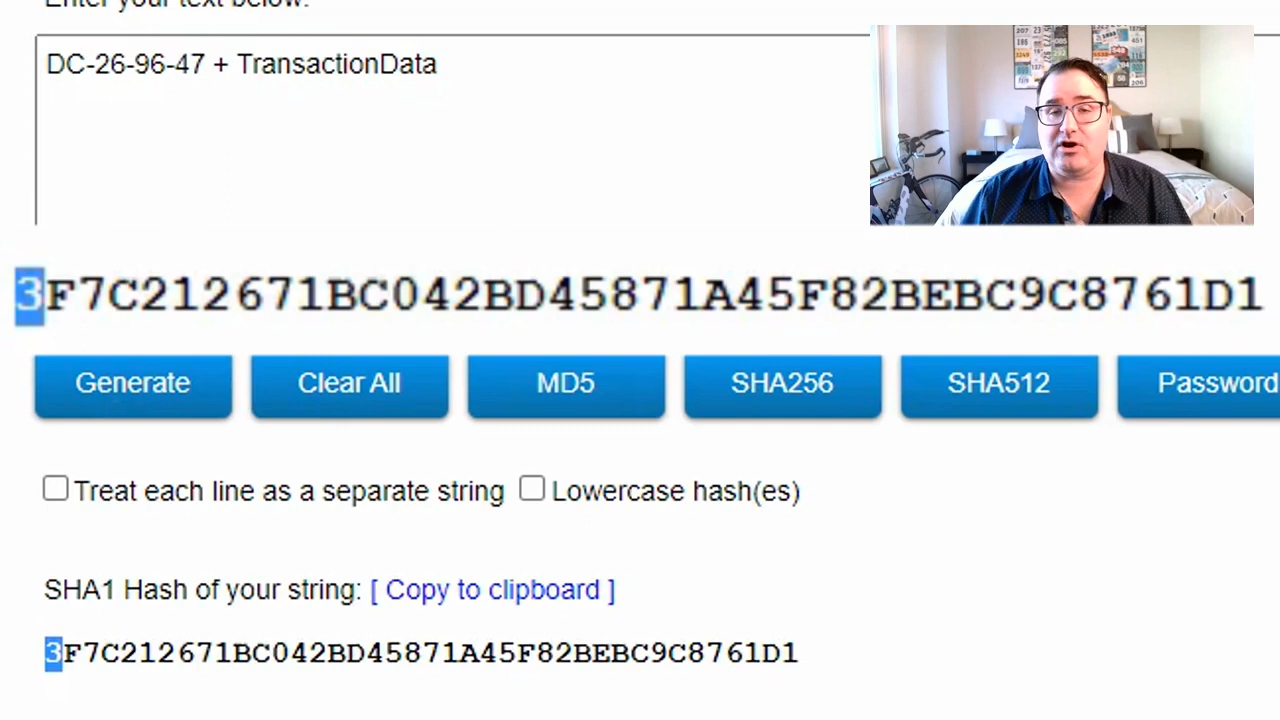 Enter your text below:
DC-26-96-47 + TransactionData
3F7C212671BC042BD45871A45F82BEBC9C8761D1
Generate
Clear All
MD5
SHA256
SHA512
Password
Treat each line as a separate string
Lowercase hash(es)
SHA1 Hash of your string: [ Copy to clipboard ]
3F7C212671BC042BD45871A45F82BEBC9C8761D1